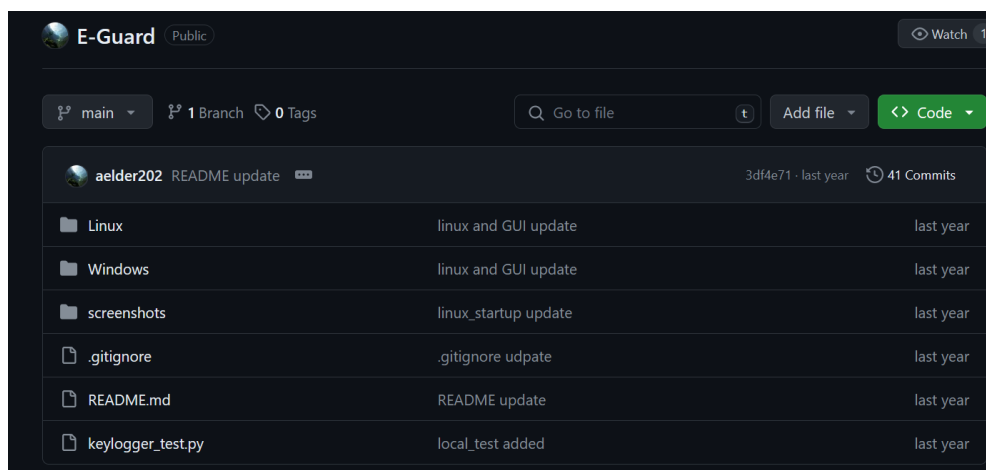 E-Guard Public Watch 1
main 1 Branch 0 Tags Go to file t Add file <> Code
aelder202 README update 3df4e71 · last year 41 Commits
Linux linux and GUI update last year
Windows linux and GUI update last year
screenshots linux_startup update last year
.gitignore .gitignore udpate last year
README.md README update last year
keylogger_test.py local_test added last year